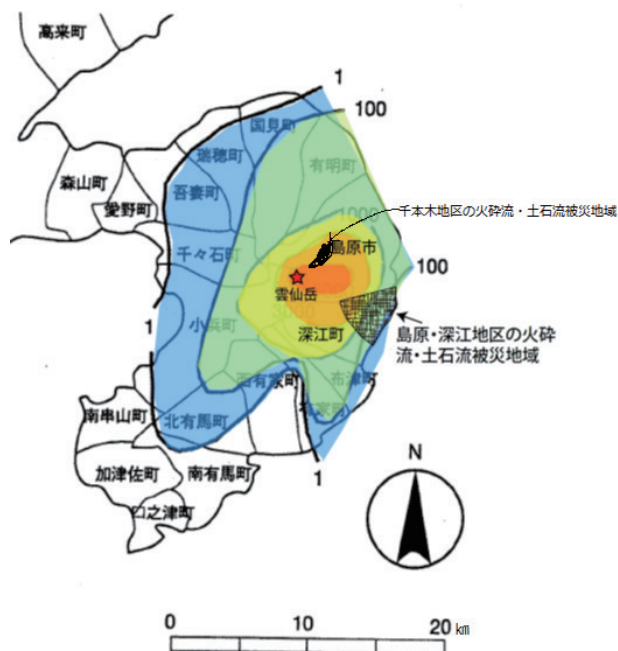 高来町
1
100
国見町
瑞穂町
有明町
森山町
吾妻町
愛野町
1000
千本木地区の火砕流・土石流被災地域
千々石町
島原市
100
雲仙岳
3000
1
小浜町
深江町
島原・深江地区の火砕
流・土石流被災地域
西有家町
布津町
有家町
南串山町
北有馬町
加津佐町
南有馬町
1
口之津町
N
0
10
20 km